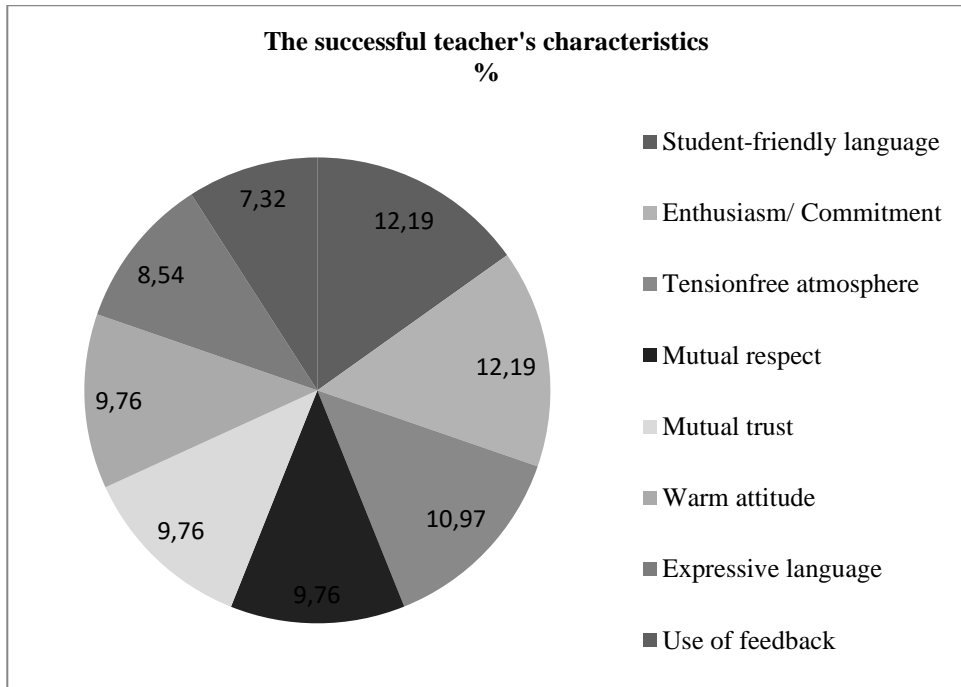 The successful teacher's characteristics
%
7,32
12,19
8,54
12,19
9,76
10,97
9,76
9,76
Student-friendly language
Enthusiasm/ Commitment
Tensionfree atmosphere
Mutual respect
Mutual trust
Warm attitude
Expressive language
Use of feedback